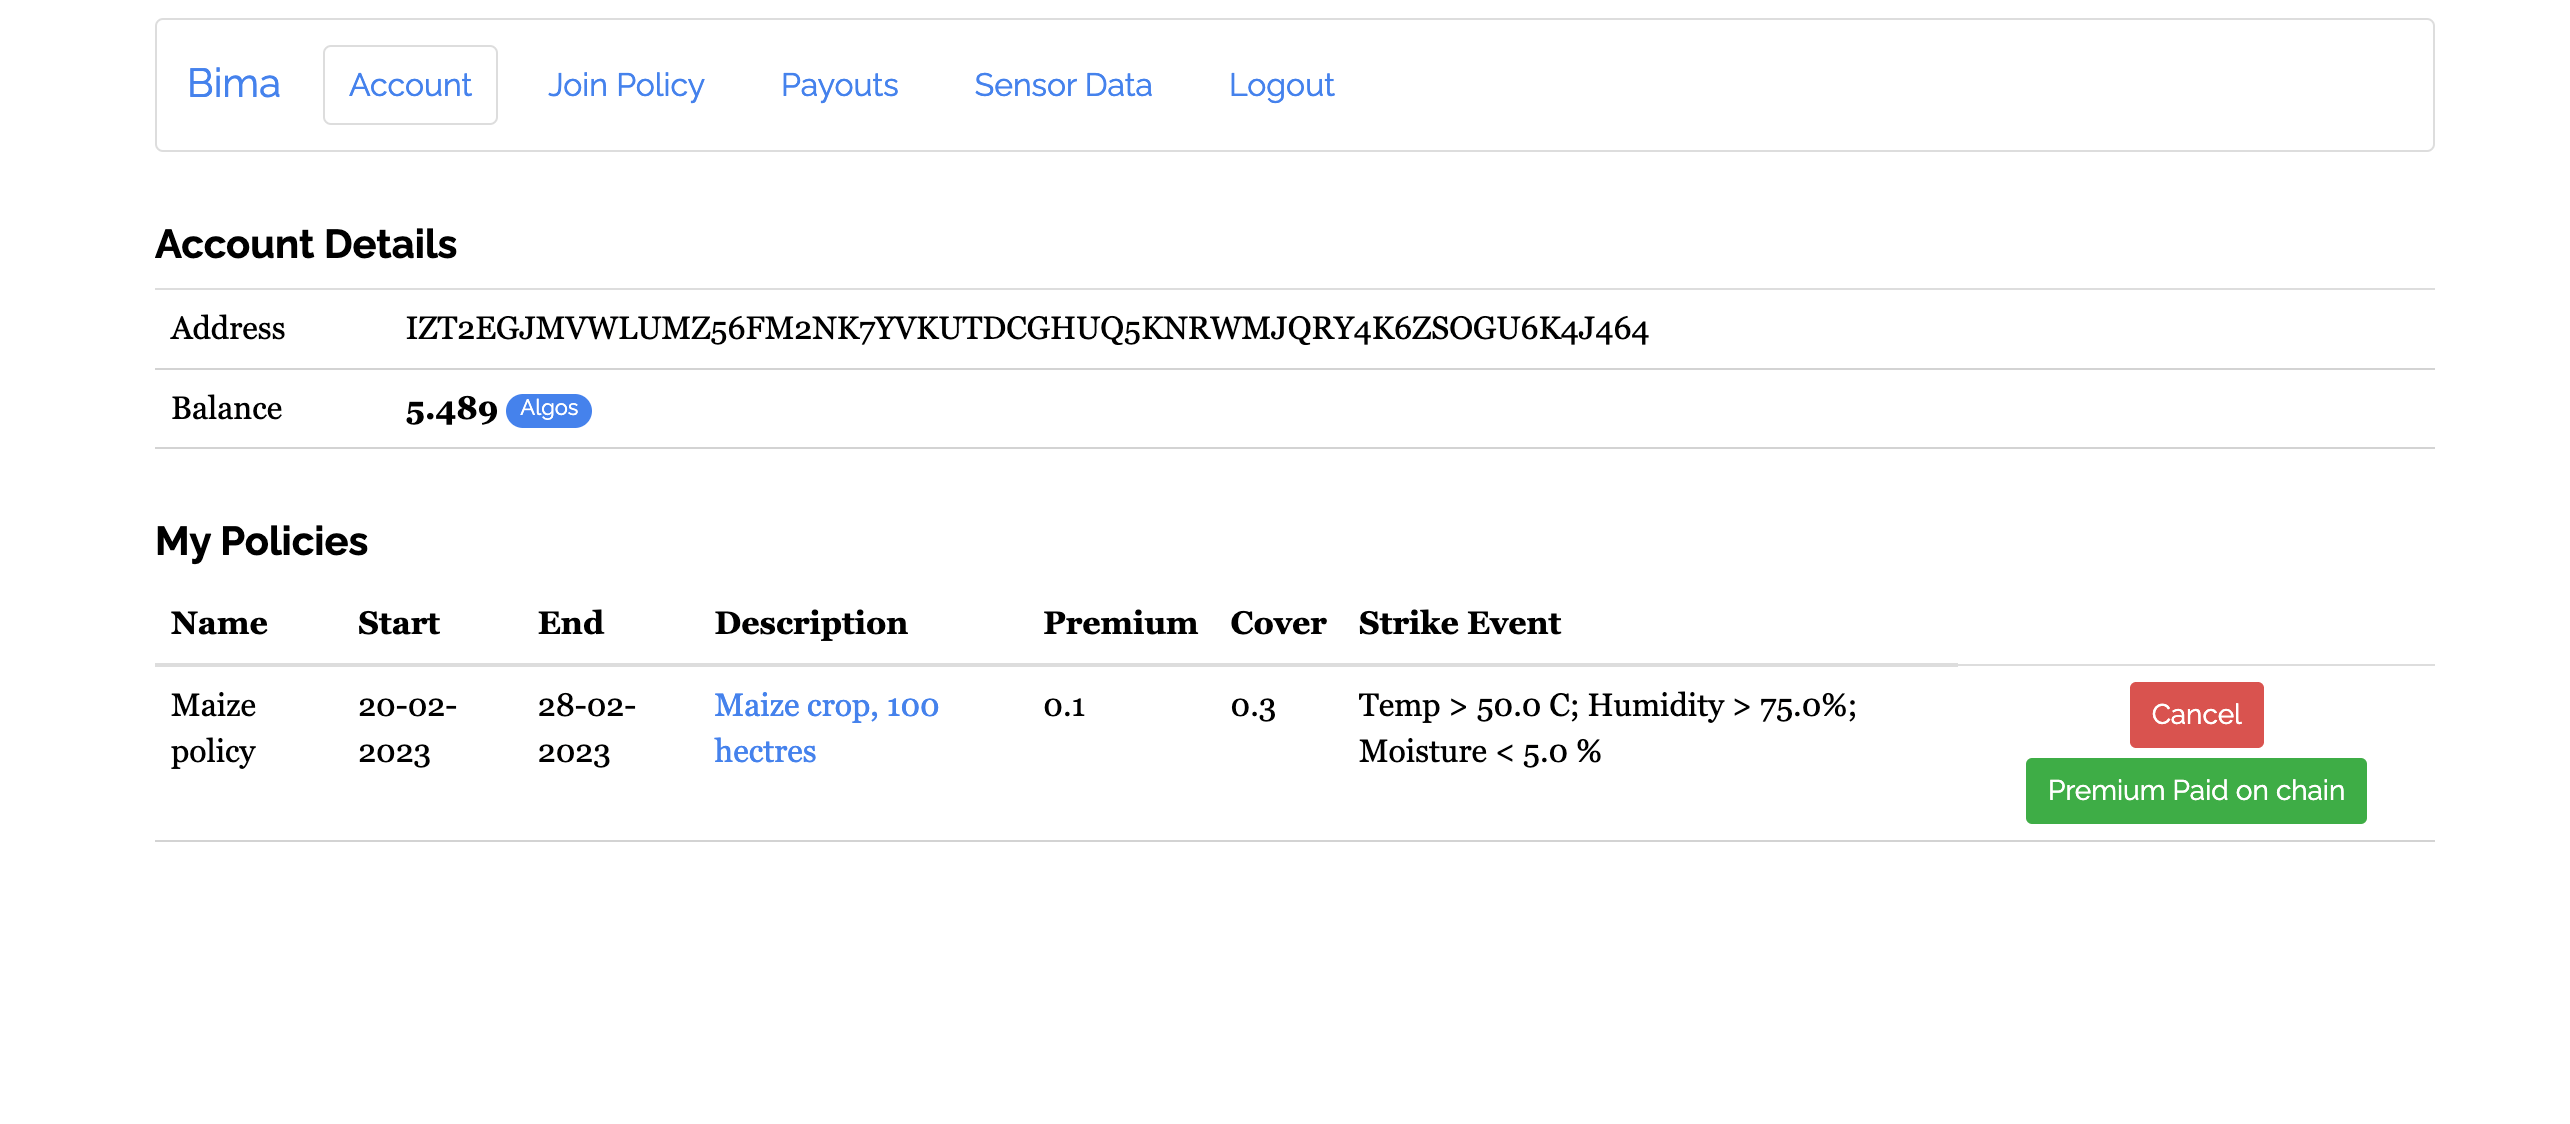 Bima Account Join Policy Payouts Sensor Data Logout
Account Details
Address IZT2EGJMVWLUMZ56FM2NK7YVKUTDCGHUQ5KNRWMJQRY4K6ZSOGU6K4J464
Balance 5.489 Algos
My Policies
Name Start End Description Premium Cover Strike Event
Maize policy 20-02-2023 28-02-2023 Maize crop, 100 hectres 0.1 0.3 Temp > 50.0 C; Humidity > 75.0%; Moisture < 5.0 %
Cancel
Premium Paid on chain